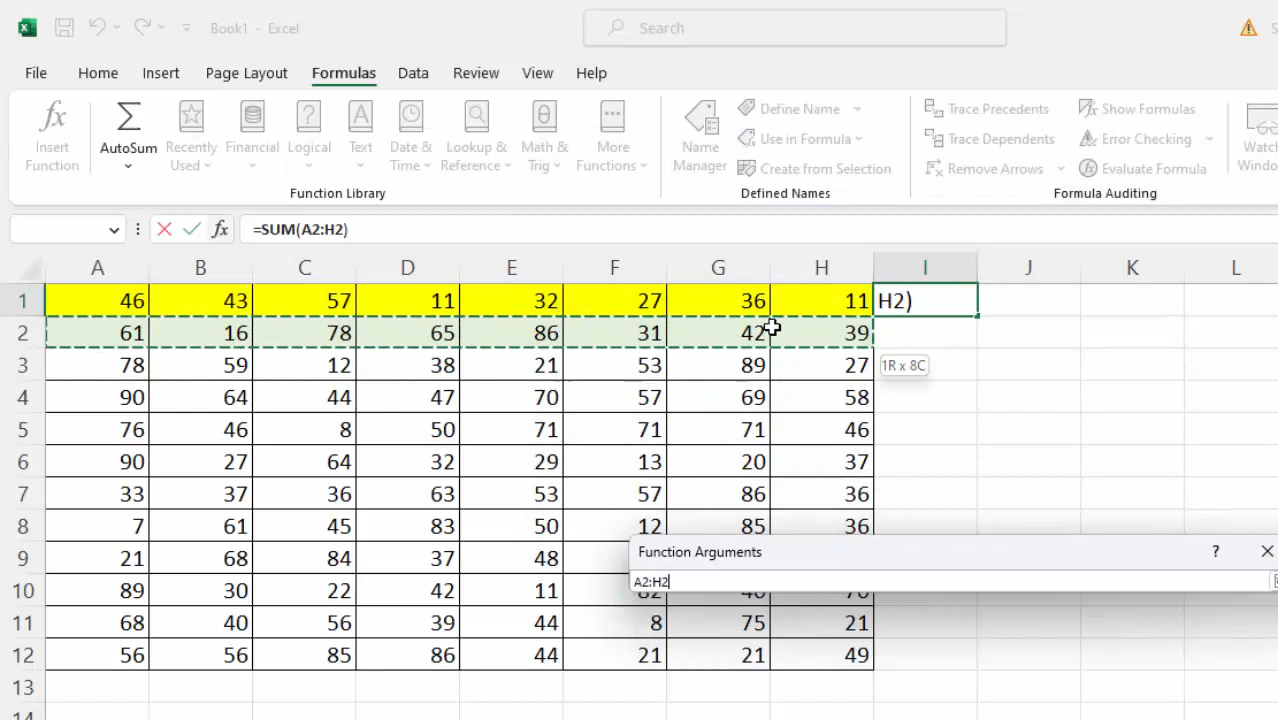 Book1 - Excel
Search
S
File Home Insert Page Layout Formulas Data Review View Help
fx Σ ? A θ
Insert Function
AutoSum
Recently Used
Financial
Logical
Text
Date & Time
Lookup & Reference
Math & Trig
More Functions
Function Library
Name Manager
Define Name
Use in Formula
Create from Selection
Defined Names
Trace Precedents
Trace Dependents
Remove Arrows
Show Formulas
Error Checking
Evaluate Formula
Formula Auditing
Watch
fx =SUM(A2:H2)
A B C D E F G H I J K L
1 46 43 57 11 32 27 36 11 H2)
2 61 16 78 65 86 31 42 39
3 78 59 12 38 21 53 89 27 1R x 8C
4 90 64 44 47 70 57 69 58
5 76 46 8 50 71 71 71 46
6 90 27 64 32 29 13 20 37
7 33 37 36 63 53 57 86 36
8 7 61 45 83 50 12 85 36
9 21 68 84 37 48
Function Arguments ?
A2:H2
10 89 30 22 42 11
11 68 40 56 39 44 8 75 21
12 56 56 85 86 44 21 21 49
13